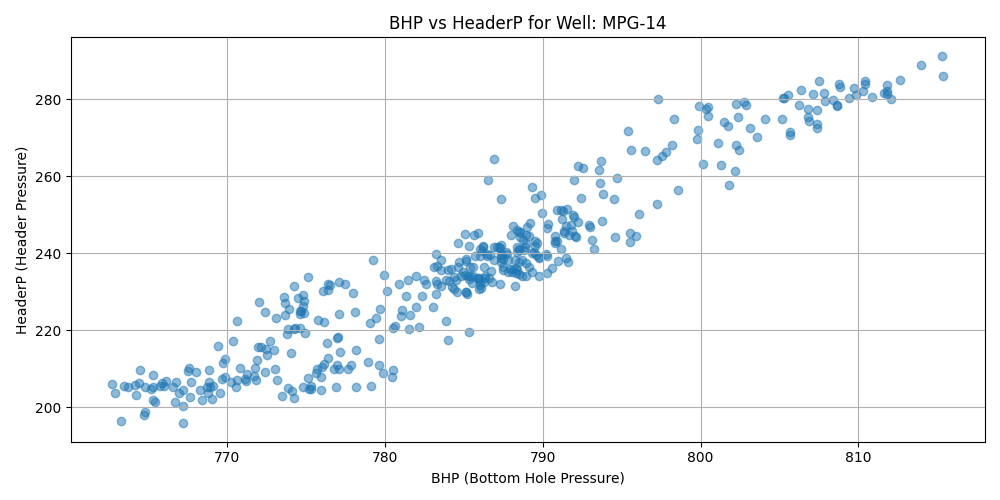 BHP vs HeaderP for Well: MPG-14
HeaderP (Header Pressure)
280
260
240
220
200
770 780 790 800 810
BHP (Bottom Hole Pressure)